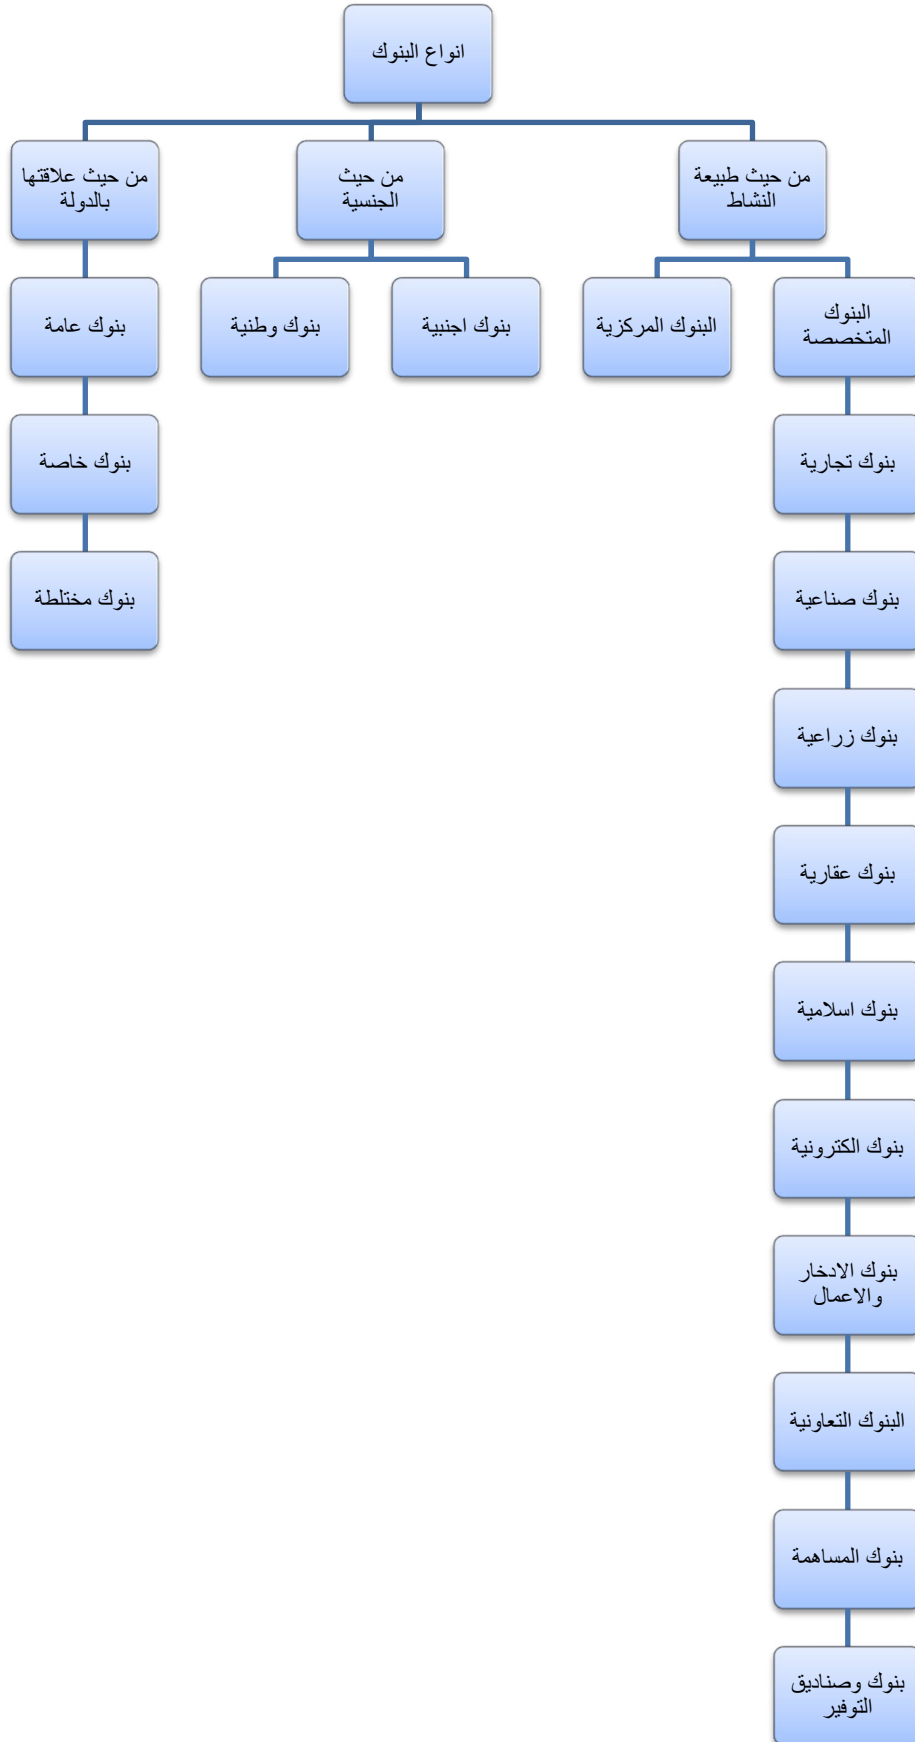 انواع البنوك
من حيث طبيعة
النشاط
من حيث
الجنسية
من حيث علاقتها
بالدولة
البنوك
المتخصصة
البنوك المركزية
بنوك اجنبية
بنوك وطنية
بنوك عامة
بنوك تجارية
بنوك خاصة
بنوك صناعية
بنوك مختلطة
بنوك زراعية
بنوك عقارية
بنوك اسلامية
بنوك الكترونية
بنوك الادخار
والاعمال
البنوك التعاونية
بنوك المساهمة
بنوك وصناديق
التوفير